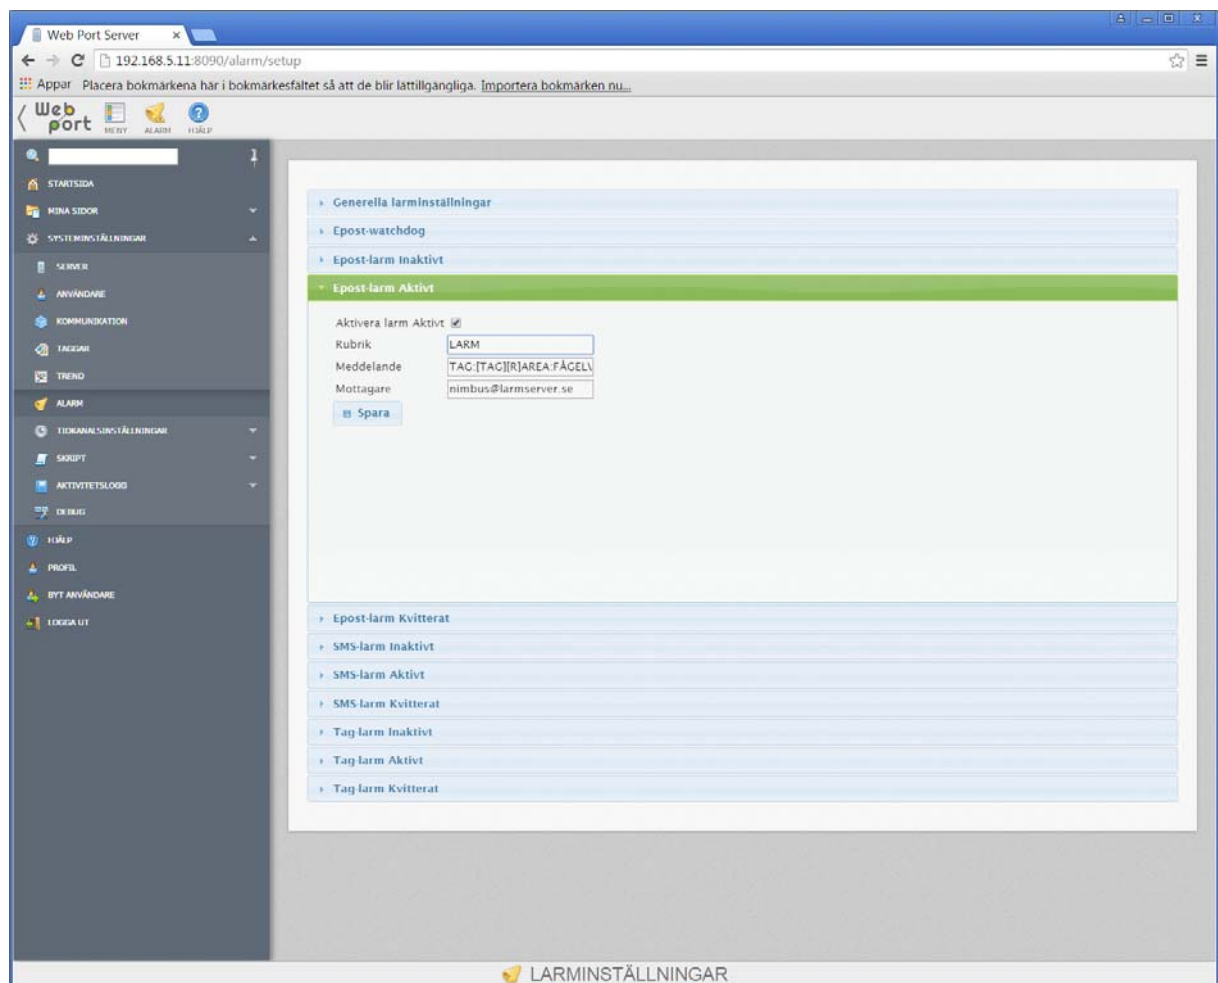 Web Port Server
192.168.5.11:8090/alarm/setup
Appar Placera bokmärkena här i bokmärkesfältet så att de blir lättillgängliga. Importera bokmärken nu...
Web port
MENY
ALARM
HJÄLP
STARTSIDA
MINA SIDOR
SYSTEMINSTÄLLNINGAR
SERVER
ANVÄNDARE
KOMMUNIKATION
TAGGAR
TREND
ALARM
TIDKANALSINSTÄLLNINGAR
SKRIPT
AKTIVITETSLOGG
DEBUG
HJÄLP
PROFIL
BYT ANVÄNDARE
LOGGA UT
Generella larminställningar
Epost-watchdog
Epost-larm Inaktivt
Epost-larm Aktivt
Aktivera larm Aktivt
Rubrik LARM
Meddelande TAG:[TAG][R]AREA:FÅGELV
Mottagare nimbus@larmserver.se
Spara
Epost-larm Kvitterat
SMS-larm Inaktivt
SMS-larm Aktivt
SMS-larm Kvitterat
Tag-larm Inaktivt
Tag-larm Aktivt
Tag-larm Kvitterat
LARMINSTÄLLNINGAR